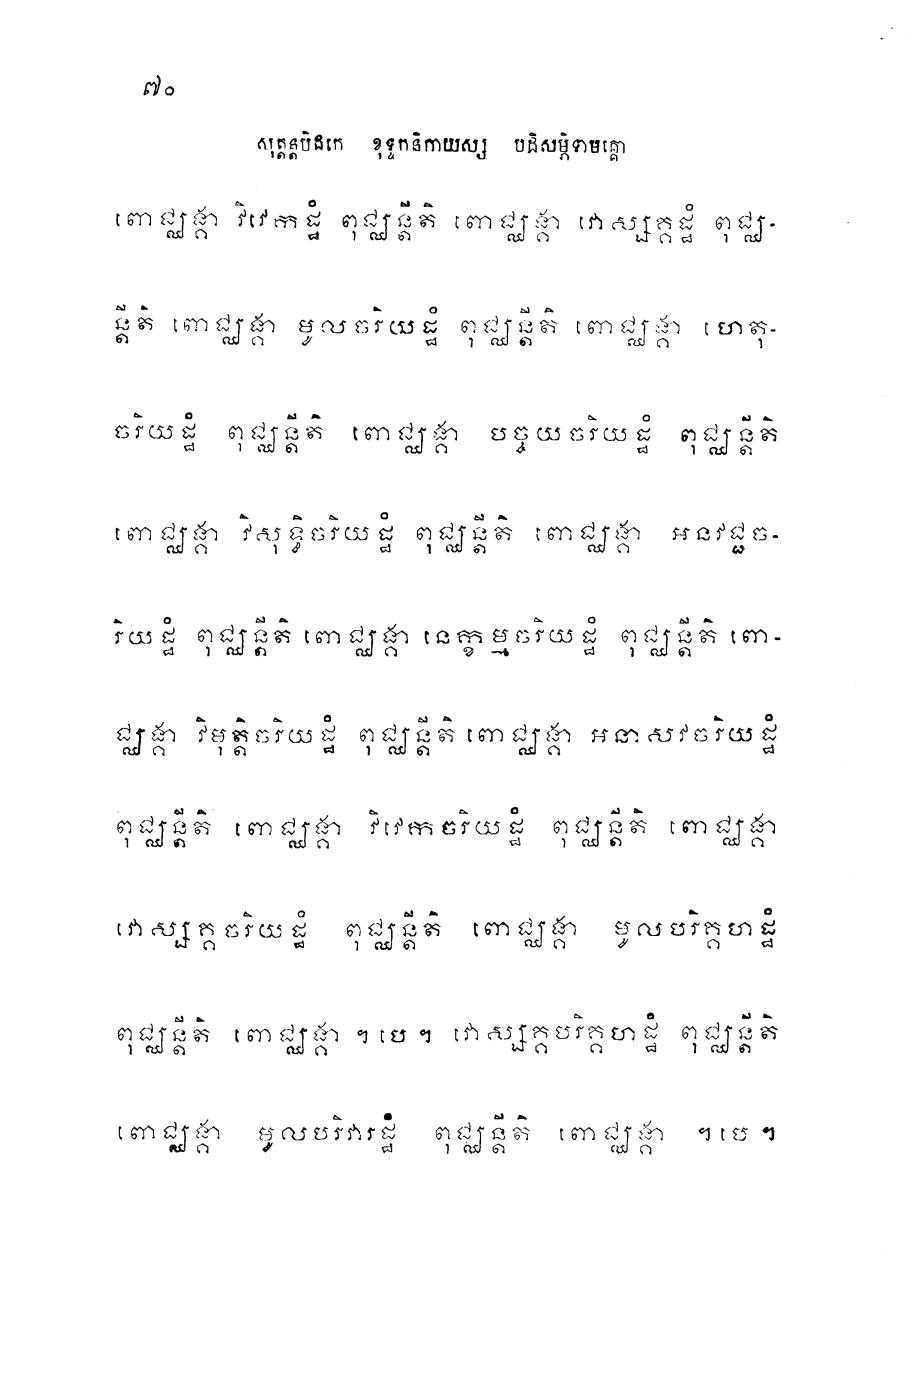 ៧០
សុត្តន្តបិដកេ ខុទ្ទកនិកាយស្ស បដិសម្ភិទាមគ្គោ
ពោជ្ឈង្គា វិវេកដ្ឋំ ពុជ្ឈន្តីតិ ពោជ្ឈង្គា វោស្សគ្គដ្ឋំ ពុជ្ឈ-
ន្តីតិ ពោជ្ឈង្គា មូលចរិយដ្ឋំ ពុជ្ឈន្តីតិ ពោជ្ឈង្គា ហេតុ-
ចរិយដ្ឋំ ពុជ្ឈន្តីតិ ពោជ្ឈង្គា បច្ចយចរិយដ្ឋំ ពុជ្ឈន្តីតិ
ពោជ្ឈង្គា វិសុទ្ធិចរិយដ្ឋំ ពុជ្ឈន្តីតិ ពោជ្ឈង្គា អនវជ្ជច-
រិយដ្ឋំ ពុជ្ឈន្តីតិ ពោជ្ឈង្គា នេក្ខម្មចរិយដ្ឋំ ពុជ្ឈន្តីតិ ពោ-
ជ្ឈង្គា វិមុត្តិចរិយដ្ឋំ ពុជ្ឈន្តីតិ ពោជ្ឈង្គា អនាសវចរិយដ្ឋំ
ពុជ្ឈន្តីតិ ពោជ្ឈង្គា វិវេកចរិយដ្ឋំ ពុជ្ឈន្តីតិ ពោជ្ឈង្គា
វោស្សគ្គចរិយដ្ឋំ ពុជ្ឈន្តីតិ ពោជ្ឈង្គា មូលបរិគ្គហដ្ឋំ
ពុជ្ឈន្តីតិ ពោជ្ឈង្គា ។ បេ ។ វោស្សគ្គបរិគ្គហដ្ឋំ ពុជ្ឈន្តីតិ
ពោជ្ឈង្គា មូលបរិវារដ្ឋំ ពុជ្ឈន្តីតិ ពោជ្ឈង្គា ។ បេ ។